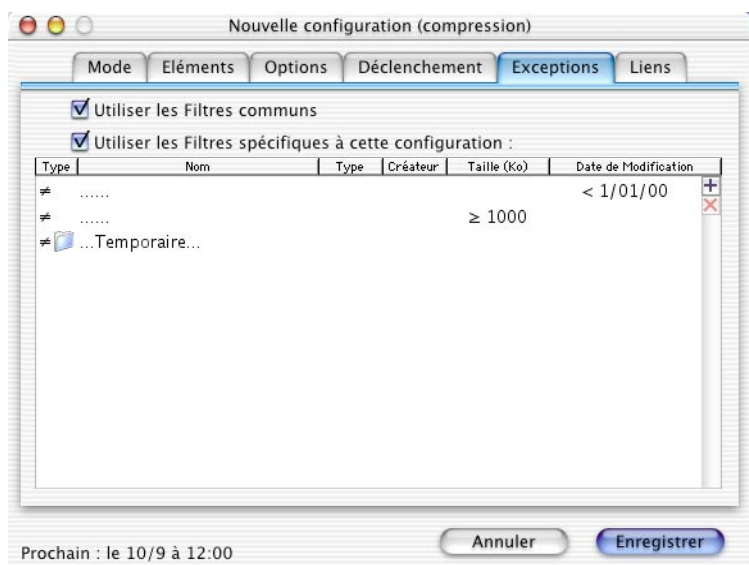 Nouvelle configuration (compression)
Mode Eléments Options Déclenchement Exceptions Liens
Utiliser les Filtres communs
Utiliser les Filtres spécifiques à cette configuration :
Type Nom Type Créateur Taille (Ko) Date de Modification
≠ ...... < 1/01/00
≠ ...... ≥ 1000
≠ ...Temporaire...
Prochain : le 10/9 à 12:00 Annuler Enregistrer